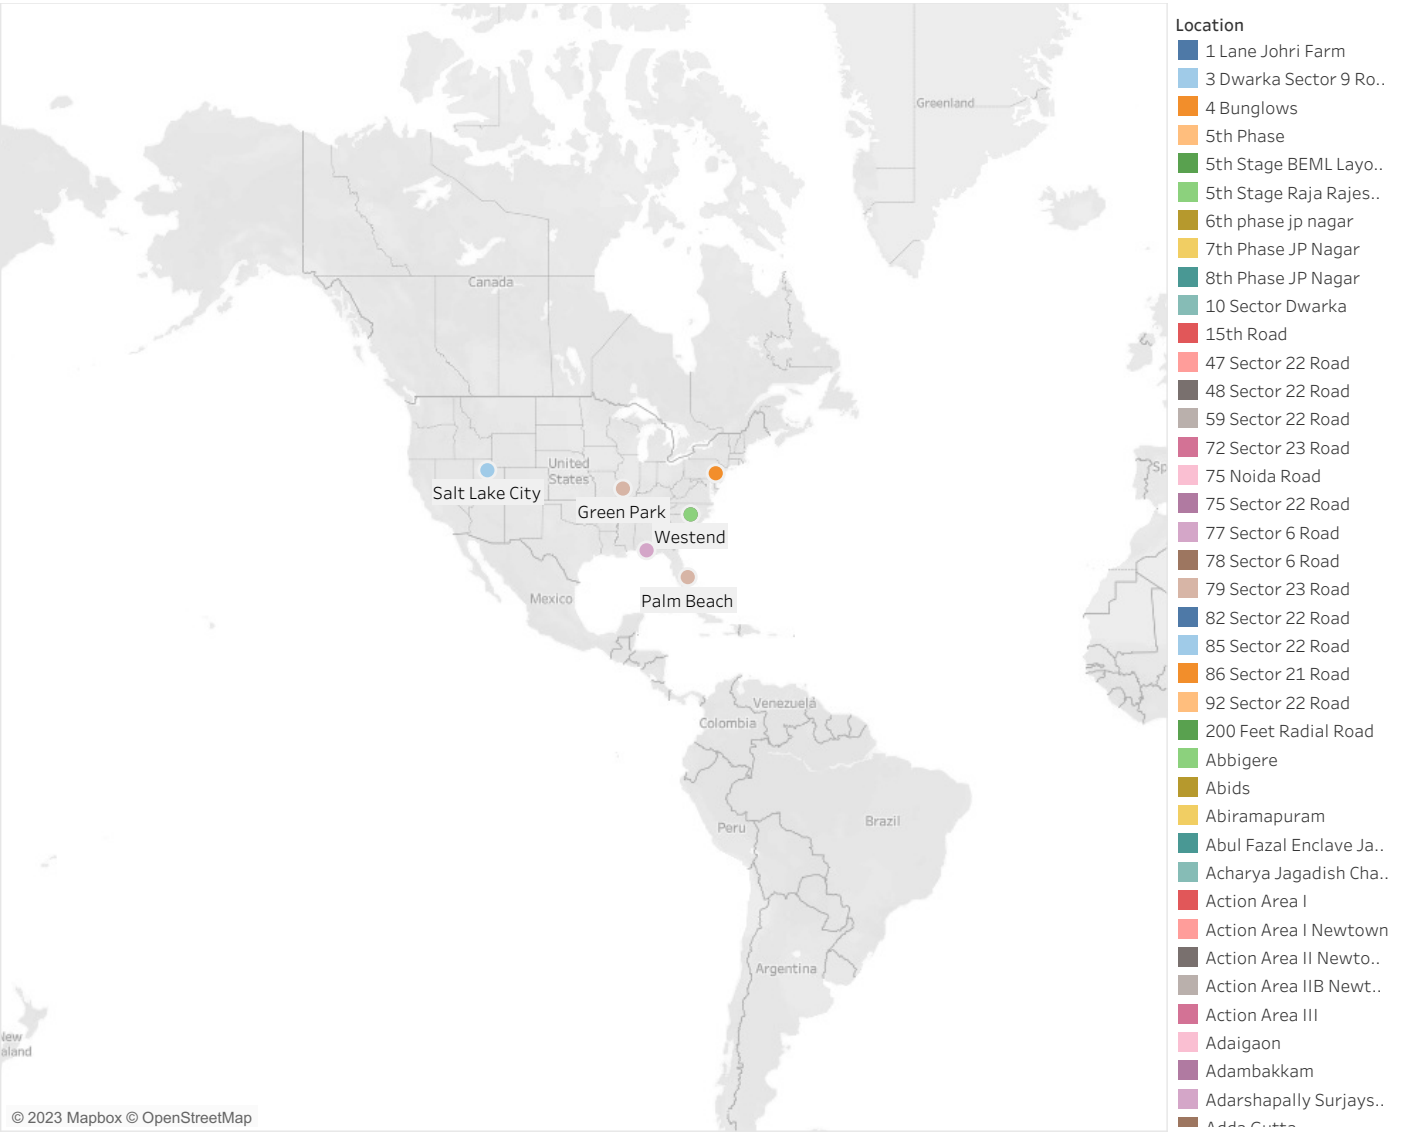 Greenland
Canada
United
States
Salt Lake City
Green Park
Westend
Palm Beach
Mexico
Sp
Venezuela
Colombia
Peru
Brazil
Argentina
New
aland
© 2023 Mapbox © OpenStreetMap
Location
1 Lane Johri Farm
3 Dwarka Sector 9 Ro..
4 Bunglows
5th Phase
5th Stage BEML Layo..
5th Stage Raja Rajes..
6th phase jp nagar
7th Phase JP Nagar
8th Phase JP Nagar
10 Sector Dwarka
15th Road
47 Sector 22 Road
48 Sector 22 Road
59 Sector 22 Road
72 Sector 23 Road
75 Noida Road
75 Sector 22 Road
77 Sector 6 Road
78 Sector 6 Road
79 Sector 23 Road
82 Sector 22 Road
85 Sector 22 Road
86 Sector 21 Road
92 Sector 22 Road
200 Feet Radial Road
Abbigere
Abids
Abiramapuram
Abul Fazal Enclave Ja..
Acharya Jagadish Cha..
Action Area I
Action Area I Newtown
Action Area II Newto..
Action Area IIB Newt..
Action Area III
Adaigaon
Adambakkam
Adarshapally Surjays..